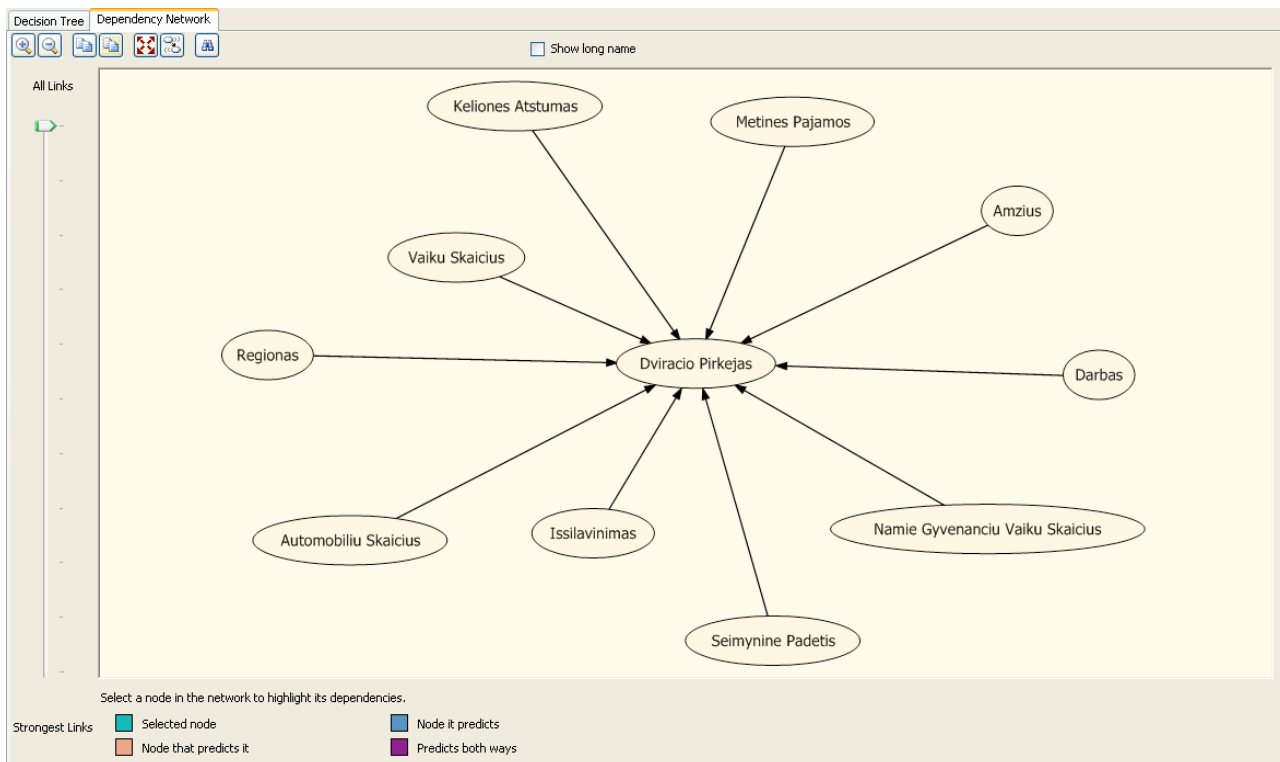 Decision Tree
Dependency Network
Show long name
All Links
Keliones Atstumas
Metines Pajamos
Amzius
Vaiku Skaicius
Regionas
Dviracio Pirkejas
Darbas
Automobiliu Skaicius
Issilavinimas
Namie Gyvenanciu Vaiku Skaicius
Seimynine Padetis
Select a node in the network to highlight its dependencies.
Strongest Links
Selected node
Node it predicts
Node that predicts it
Predicts both ways